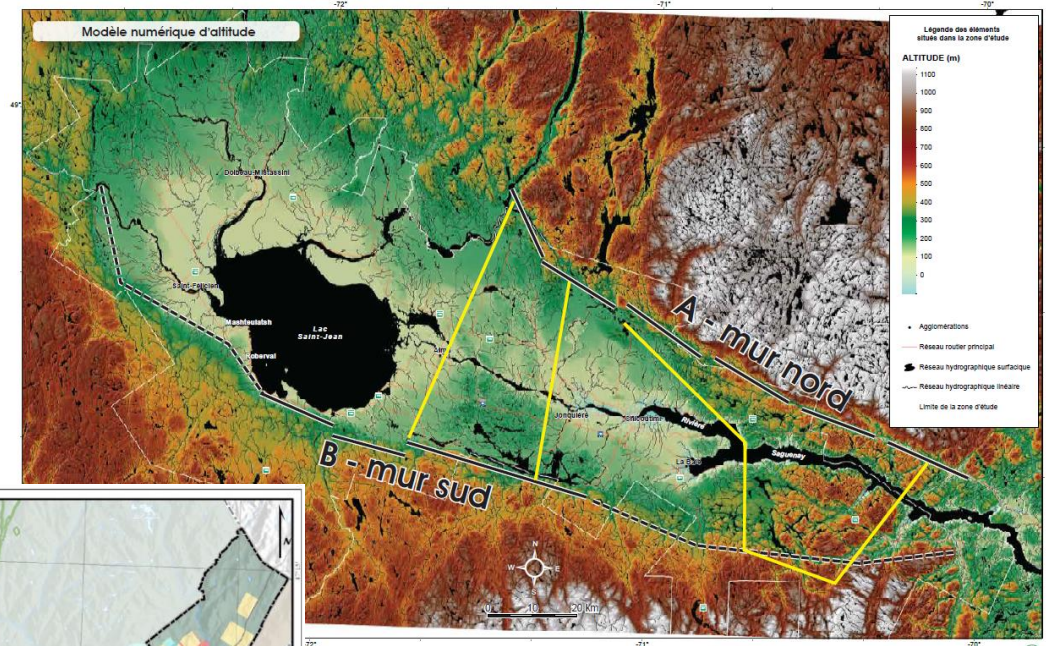 -72°
-71°
-70°
Modèle numérique d'altitude
49°
Légende des éléments
situés dans la zone d'étude
ALTITUDE (m)
1100
1000
900
800
700
600
500
400
300
200
100
0
Agglomérations
Réseau routier principal
Réseau hydrographique surfacique
Réseau hydrographique linéaire
Limite de la zone d'étude
Dolbeau-Mistassini
Saint-Félicien
Mashteuiatsh
Roberval
Lac
Saint-Jean
Alma
A - mur nord
Jonquière
Chicoutimi
Rivière
Saguenay
La Baie
B - mur sud
N
W
E
S
0 10 20 km
N
-72°
-71°
-70°